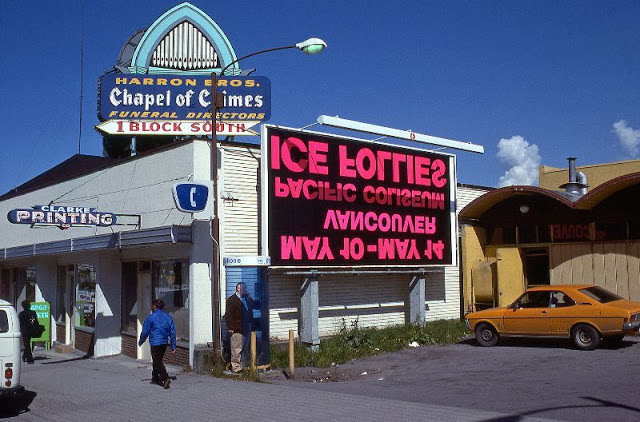 HARRON BROS.
Chapel of Chimes
FUNERAL DIRECTORS
1 BLOCK SOUTH
CLARKE
PRINTING
ICE FOLLIES
PACIFIC COLISEUM
VANCOUVER
MAY 10-MAY 14